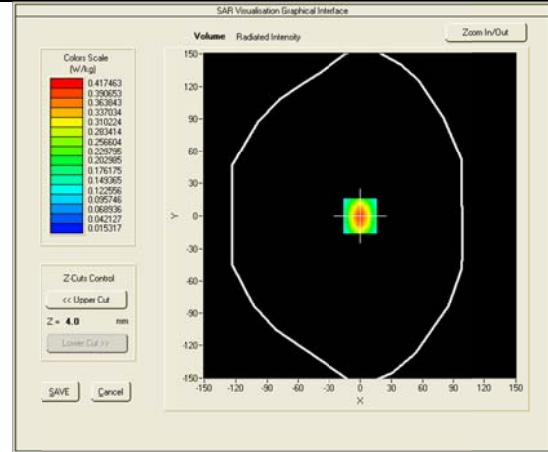 SAR Visualisation Graphical Interface
Volume Radiated Intensity
Zoom In/Out
Colors Scale
(W/kg)
0.417463
0.390653
0.363843
0.337034
0.310224
0.283414
0.256604
0.229795
0.202985
0.176175
0.149365
0.122556
0.095746
0.068936
0.042127
0.015317
Z-Cuts Control
<< Upper Cut
Z = 4.0 mm
Lower Cut >>
SAVE Cancel
150-
120-
90-
60-
30-
Y 0-
-30-
-60-
-90-
-120-
-150-
-150 -120 -90 -60 -30 0 30 60 90 120 150
X